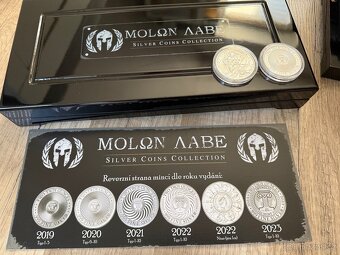 MOLΩN ΛABE
SILVER COINS COLLECTION
MOLΩN ΛABE
SILVER COINS COLLECTION
Reverzní strana mincí dle roku vydání:
2019 2020 2021 2022 2022 2023